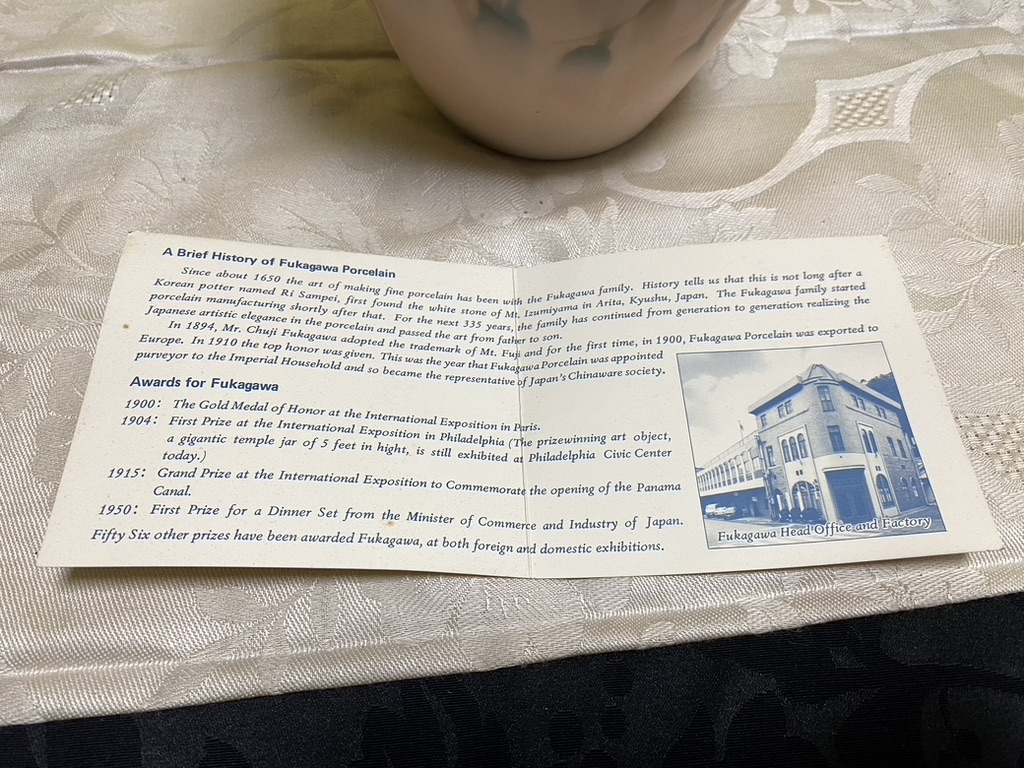 A Brief History of Fukagawa Porcelain
Since about 1650 the art of making fine porcelain has been with the Fukagawa family. History tells us that this is not long after a
Korean potter named Ri Sampei, first found the white stone of Mt. Izumiyama in Arita, Kyushu, Japan. The Fukagawa family started
porcelain manufacturing shortly after that. For the next 335 years, the family has continued from generation to generation realizing the
Japanese artistic elegance in the porcelain and passed the art from father to son.
In 1894, Mr. Chuji Fukagawa adopted the trademark of Mt. Fuji and for the first time, in 1900, Fukagawa Porcelain was exported to
Europe. In 1910 the top honor was given. This was the year that Fukagawa Porcelain was appointed
purveyor to the Imperial Household and so became the representative of Japan's Chinaware society.
Awards for Fukagawa
1900: The Gold Medal of Honor at the International Exposition in Paris.
1904: First Prize at the International Exposition in Philadelphia (The prizewinning art object,
a gigantic temple jar of 5 feet in hight, is still exhibited at Philadelphia Civic Center
today.)
1915: Grand Prize at the International Exposition to Commemorate the opening of the Panama
Canal.
1950: First Prize for a Dinner Set from the Minister of Commerce and Industry of Japan.
Fifty Six other prizes have been awarded Fukagawa, at both foreign and domestic exhibitions.
Fukagawa Head Office and Factory